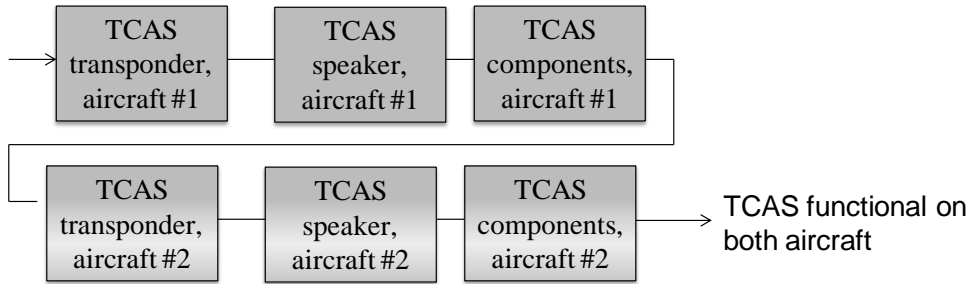 TCAS
transponder,
aircraft #1
TCAS
speaker,
aircraft #1
TCAS
components,
aircraft #1
TCAS
transponder,
aircraft #2
TCAS
speaker,
aircraft #2
TCAS
components,
aircraft #2
TCAS functional on
both aircraft